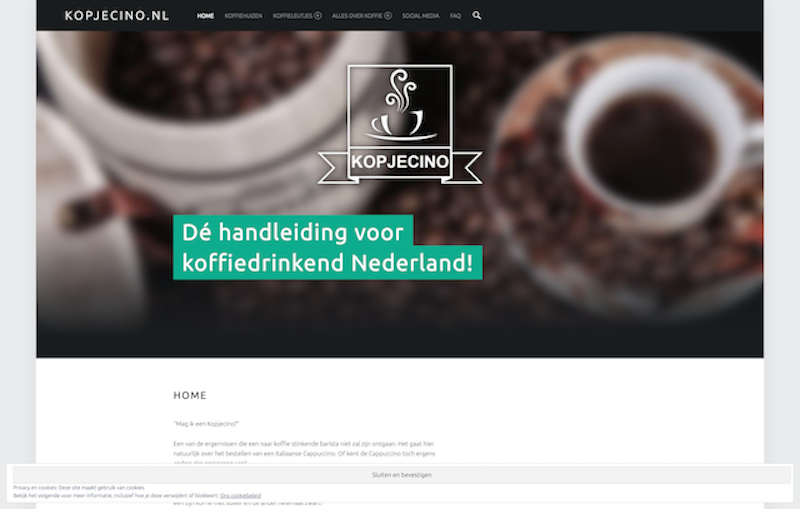 KOPJECINO.NL
HOME KOFFIEHUIZEN KOFFIELEUTJES ALLES OVER KOFFIE SOCIAL MEDIA FAQ
KOPJECINO
Dé handleiding voor
koffiedrinkend Nederland!
HOME
"Mag ik een Kopjecino?"
Een van de ergernissen die een naar koffie stinkende barista niet zal zijn ontgaan. Het gaat hier
natuurlijk over het bestellen van een Italiaanse Cappuccino. Of kent de Cappuccino toch ergens
Sluiten en bevestigen
Privacy en cookies: Deze site maakt gebruik van cookies.
Bekijk het volgende voor meer informatie, inclusief hoe je deze verwijdert of blokkeert: Ons cookiebeleid